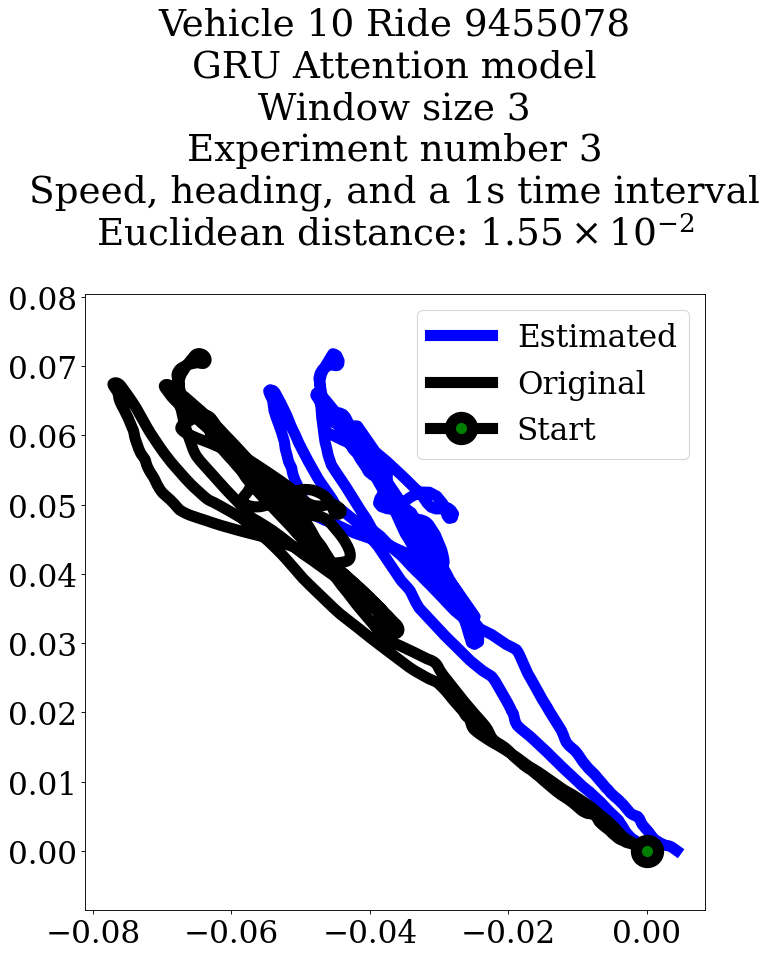 Vehicle 10 Ride 9455078
GRU Attention model
Window size 3
Experiment number 3
Speed, heading, and a 1s time interval
Euclidean distance: 1.55 × 10⁻²
Estimated
Original
Start
0.08
0.07
0.06
0.05
0.04
0.03
0.02
0.01
0.00
−0.08 −0.06 −0.04 −0.02 0.00